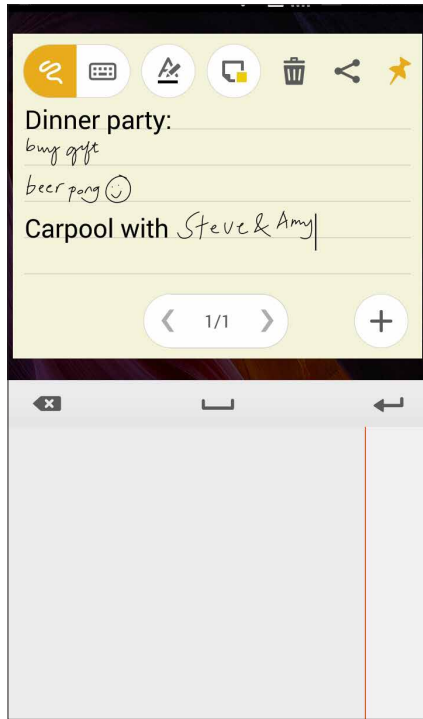 Dinner party:
buy gift
beer pong ☺
Carpool with Steve & Amy
1/1